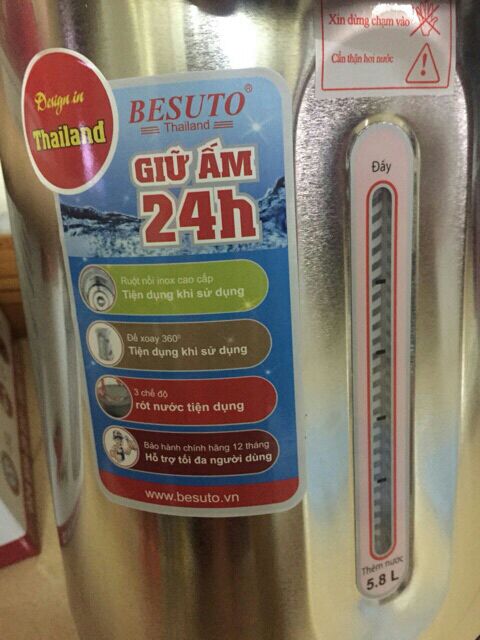 Xin đừng chạm vào
Cẩn thận hơi nước
Design in
Thailand
BESUTO®
Thailand
GIỮ ẤM
24h
Ruột nồi inox cao cấp
Tiện dụng khi sử dụng
Đế xoay 360º
Tiện dụng khi sử dụng
3 chế độ
rót nước tiện dụng
Bảo hành chính hãng 12 tháng
Hỗ trợ tối đa người dùng
www.besuto.vn
Đầy
Thêm nước
5.8 L